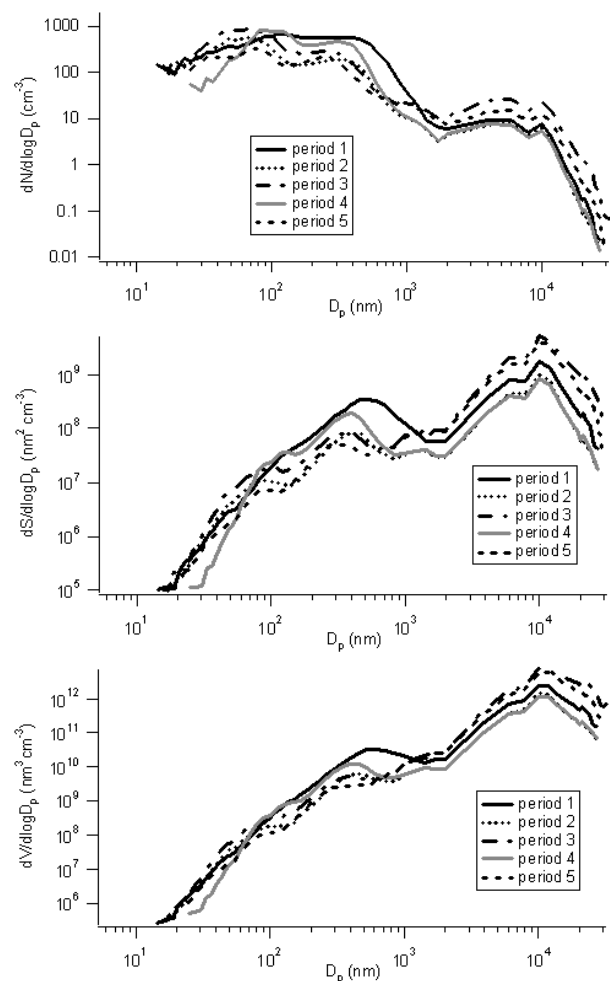 1000
100
10
1
0.1
0.01
dN/dlogDp (cm-3)
period 1
period 2
period 3
period 4
period 5
10¹ 10² 10³ 10⁴
Dp (nm)
10⁹
10⁸
10⁷
10⁶
10⁵
dS/dlogDp (nm² cm-3)
period 1
period 2
period 3
period 4
period 5
10¹ 10² 10³ 10⁴
Dp (nm)
10¹²
10¹¹
10¹⁰
10⁹
10⁸
10⁷
10⁶
dV/dlogDp (nm³ cm-3)
period 1
period 2
period 3
period 4
period 5
10¹ 10² 10³ 10⁴
Dp (nm)